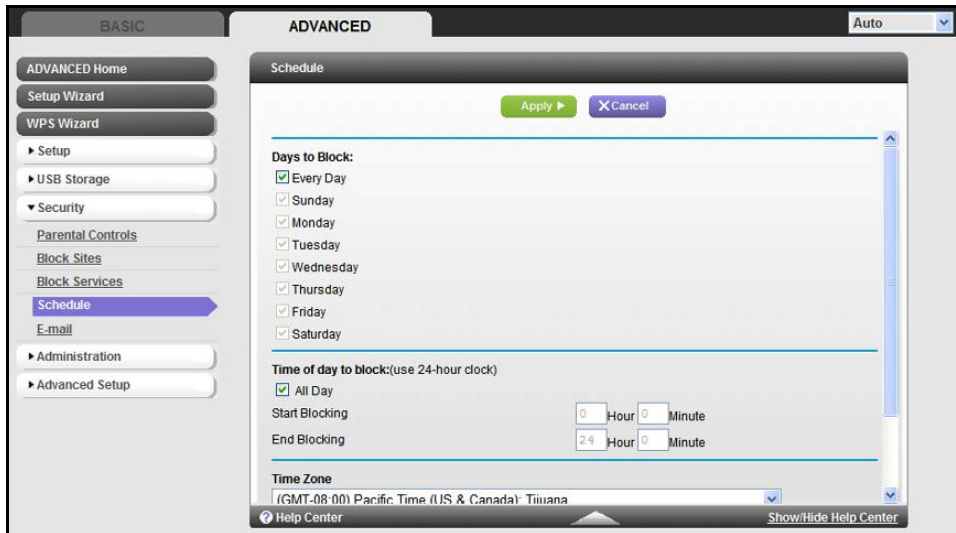 BASIC
ADVANCED
Auto
ADVANCED Home
Setup Wizard
WPS Wizard
Setup
USB Storage
Security
Parental Controls
Block Sites
Block Services
Schedule
E-mail
Administration
Advanced Setup
Schedule
Apply
Cancel
Days to Block:
Every Day
Sunday
Monday
Tuesday
Wednesday
Thursday
Friday
Saturday
Time of day to block:(use 24-hour clock)
All Day
Start Blocking 0 Hour 0 Minute
End Blocking 24 Hour 0 Minute
Time Zone
(GMT-08:00) Pacific Time (US & Canada); Tijuana
Help Center
Show/Hide Help Center